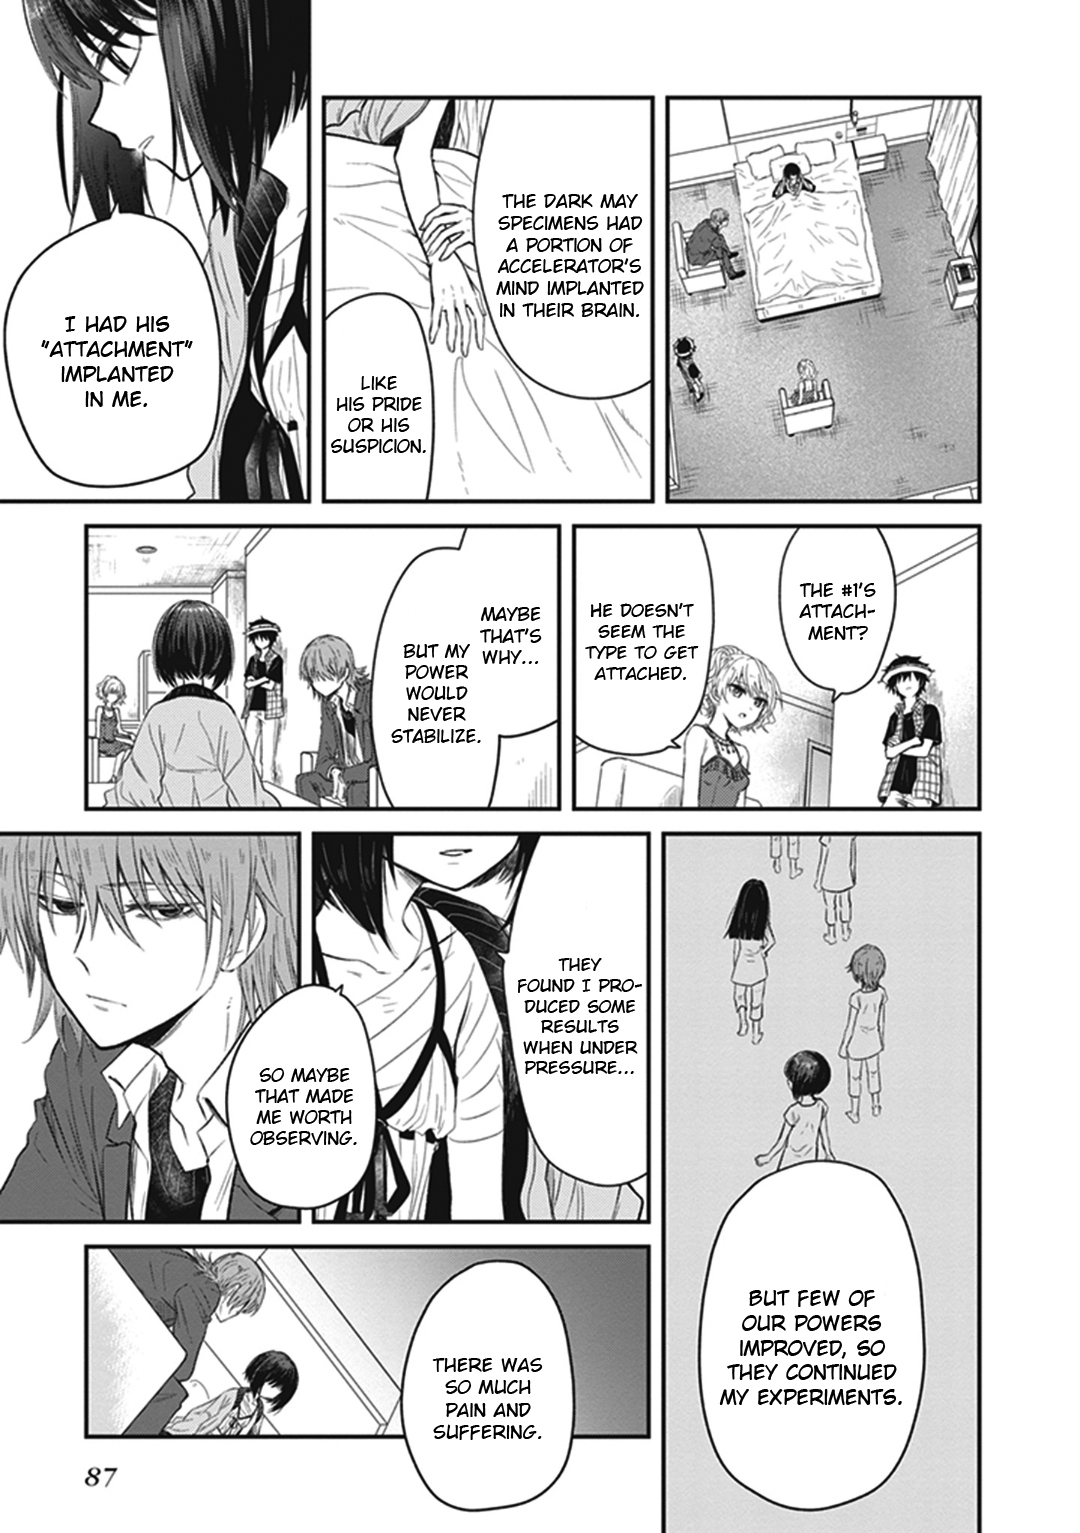 THE DARK MAY
SPECIMENS HAD
A PORTION OF
ACCELERATOR'S
MIND IMPLANTED
IN THEIR BRAIN.
LIKE
HIS PRIDE
OR HIS
SUSPICION.
I HAD HIS
"ATTACHMENT"
IMPLANTED
IN ME.
THE #1'S
ATTACH-
MENT?
HE DOESN'T
SEEM THE
TYPE TO GET
ATTACHED.
MAYBE
THAT'S
WHY...
BUT MY
POWER
WOULD
NEVER
STABILIZE.
BUT FEW OF
OUR POWERS
IMPROVED, SO
THEY CONTINUED
MY EXPERIMENTS.
THEY
FOUND I PRO-
DUCED SOME
RESULTS
WHEN UNDER
PRESSURE...
SO MAYBE
THAT MADE
ME WORTH
OBSERVING.
THERE WAS
SO MUCH
PAIN AND
SUFFERING.
87